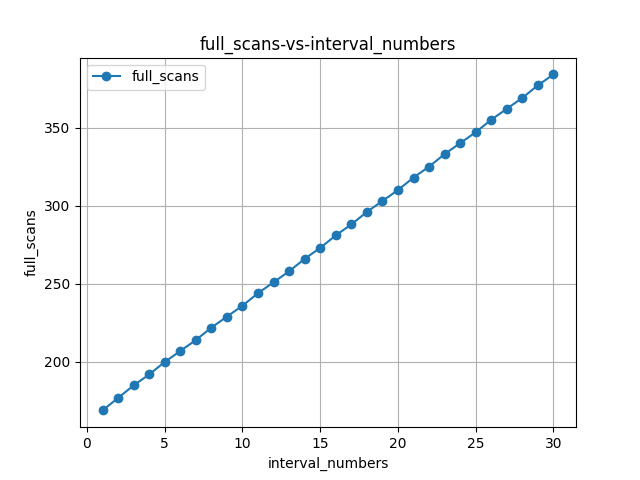 full_scans-vs-interval_numbers
full_scans
350
300
250
200
full_scans
0 5 10 15 20 25 30
interval_numbers